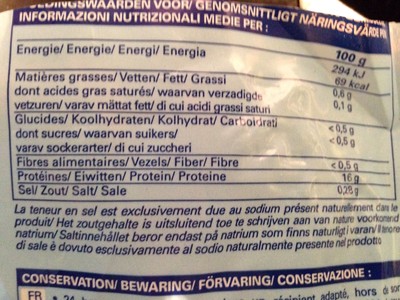 VOEDINGSWAARDEN VOOR/ GENOMSNITTLIGT NÄRINGSVÄRDE PER
INFORMAZIONI NUTRIZIONALI MEDIE PER :
100 g
Energie/ Energie/ Energi/ Energia 294 kJ
69 kcal
Matières grasses/ Vetten/ Fett/ Grassi 0,6 g
dont acides gras saturés/ waarvan verzadigde
vetzuren/ varav mättat fett/ di cui acidi grassi saturi 0,1 g
Glucides/ Koolhydraten/ Kolhydrat/ Carboidrati <0,5 g
dont sucres/ waarvan suikers/ <0,5 g
varav sockerarter/ di cui zuccheri
Fibres alimentaires/ Vezels/ Fiber/ Fibre <0,5 g
Protéines/ Eiwitten/ Protein/ Proteine 16 g
Sel/ Zout/ Salt/ Sale 0,28 g
La teneur en sel est exclusivement due au sodium présent naturellement dans le
produit/ Het zoutgehalte is uitsluitend toe te schrijven aan van nature voorkomend
natrium/ Saltinnehållet beror endast på natrium som finns naturligt i varan/ Il tenore
di sale è dovuto esclusivamente al sodio naturalmente presente nel prodotto
CONSERVATION/ BEWARING/ FÖRVARING/ CONSERVAZIONE :
FR adapté, hors du